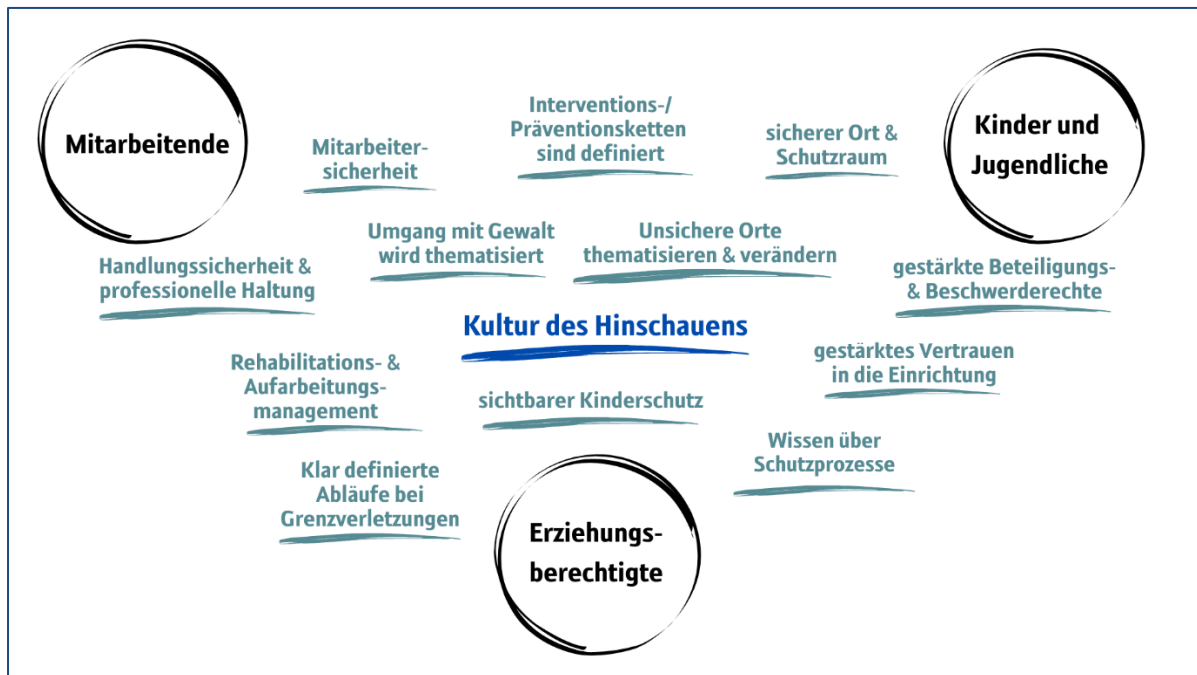 Mitarbeitende
Interventions-/
Präventionsketten
sind definiert
Kinder und
Jugendliche
Mitarbeiter-
sicherheit
sicherer Ort &
Schutzraum
Umgang mit Gewalt
wird thematisiert
Unsichere Orte
thematisieren & verändern
Handlungssicherheit &
professionelle Haltung
gestärkte Beteiligungs-
& Beschwerderechte
Kultur des Hinschauens
Rehabilitations- &
Aufarbeitungs-
management
gestärktes Vertrauen
in die Einrichtung
sichtbarer Kinderschutz
Wissen über
Schutzprozesse
Klar definierte
Abläufe bei
Grenzverletzungen
Erziehungs-
berechtigte